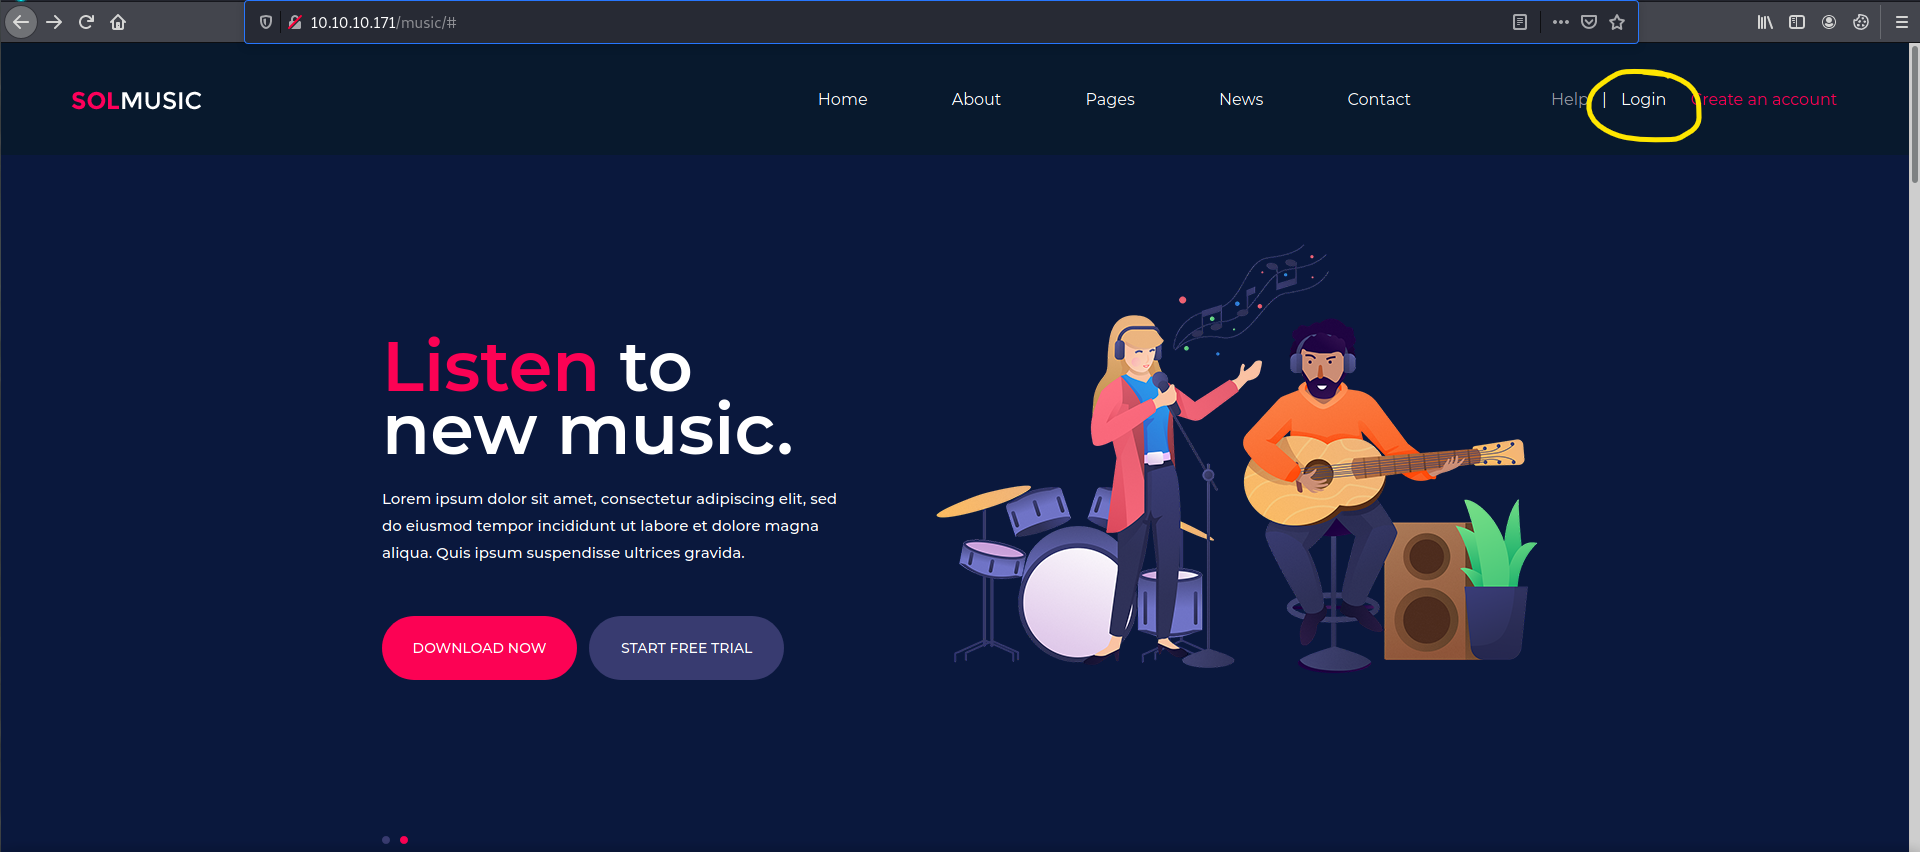 10.10.10.171/music/#
SOLMUSIC
Home About Pages News Contact Help | Login Create an account
Listen to
new music.
Lorem ipsum dolor sit amet, consectetur adipiscing elit, sed
do eiusmod tempor incididunt ut labore et dolore magna
aliqua. Quis ipsum suspendisse ultrices gravida.
DOWNLOAD NOW START FREE TRIAL